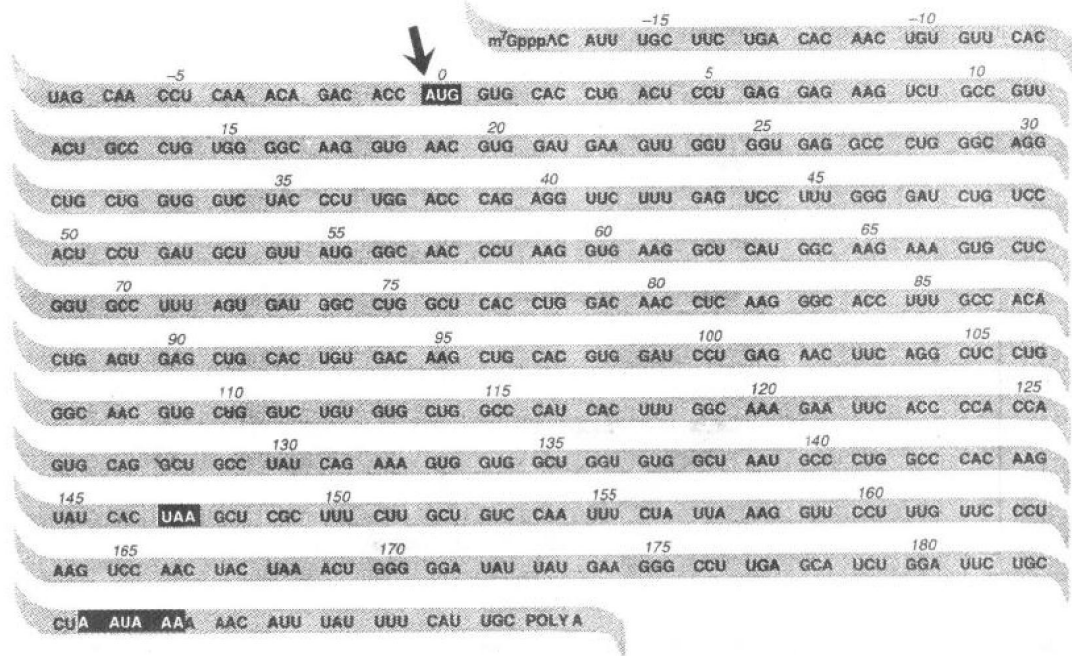 -15 -10
m⁷GpppAC AUU UGC UUC UGA CAC AAC UGU GUU CAC
-5 0 5 10
UAG CAA CCU CAA ACA GAC ACC AUG GUG CAC CUG ACU CCU GAG GAG AAG UCU GCC GUU
15 20 25 30
ACU GCC CUG UGG GGC AAG GUG AAC GUG GAU GAA GUU GGU GGU GAG GCC CUG GGC AGG
35 40 45
CUG CUG GUG GUC UAC CCU UGG ACC CAG AGG UUC UUU GAG UCC UUU GGG GAU CUG UCC
50 55 60 65
ACU CCU GAU GCU GUU AUG GGC AAC CCU AAG GUG AAG GCU CAU GGC AAG AAA GUG CUC
70 75 80 85
GGU GCC UUU AGU GAU GGC CUG GCU CAC CUG GAC AAC CUC AAG GGC ACC UUU GCC ACA
90 95 100 105
CUG AGU GAG CUG CAC UGU GAC AAG CUG CAC GUG GAU CCU GAG AAC UUC AGG CUC CUG
110 115 120 125
GGC AAC GUG CUG GUC UGU GUG CUG GCC CAU CAC UUU GGC AAA GAA UUC ACC CCA CCA
130 135 140
GUG CAG GCU GCC UAU CAG AAA GUG GUG GCU GGU GUG GCU AAU GCC CUG GCC CAC AAG
145 150 155 160
UAU CAC UAA GCU CGC UUU CUU GCU GUC CAA UUU CUA UUA AAG GUU CCU UUG UUC CCU
165 170 175 180
AAG UCC AAC UAC UAA ACU GGG GGA UAU UAU GAA GGG CCU UGA GCA UCU GGA UUC UGC
CUA AUA AAA AAC AUU UAU UUU CAU UGC POLY A